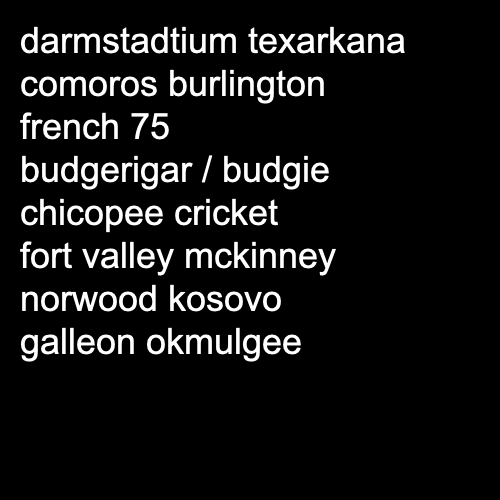 darmstadtium texarkana
comoros burlington
french 75
budgerigar / budgie
chicopee cricket
fort valley mckinney
norwood kosovo
galleon okmulgee